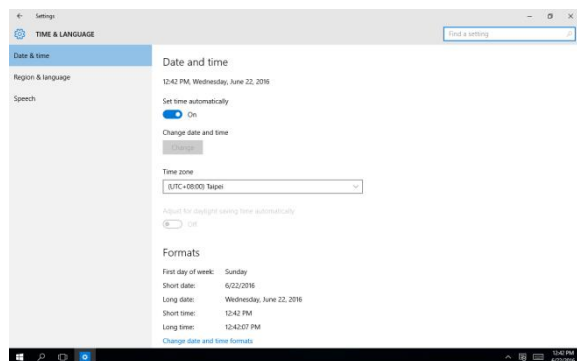 Settings
TIME & LANGUAGE
Find a setting
Date & time
Region & language
Speech
Date and time
12:42 PM, Wednesday, June 22, 2016
Set time automatically
On
Change date and time
Change
Time zone
(UTC+08:00) Taipei
Adjust for daylight saving time automatically
Off
Formats
First day of week: Sunday
Short date: 6/22/2016
Long date: Wednesday, June 22, 2016
Short time: 12:42 PM
Long time: 12:42:07 PM
Change date and time formats
12:42 PM
6/22/2016